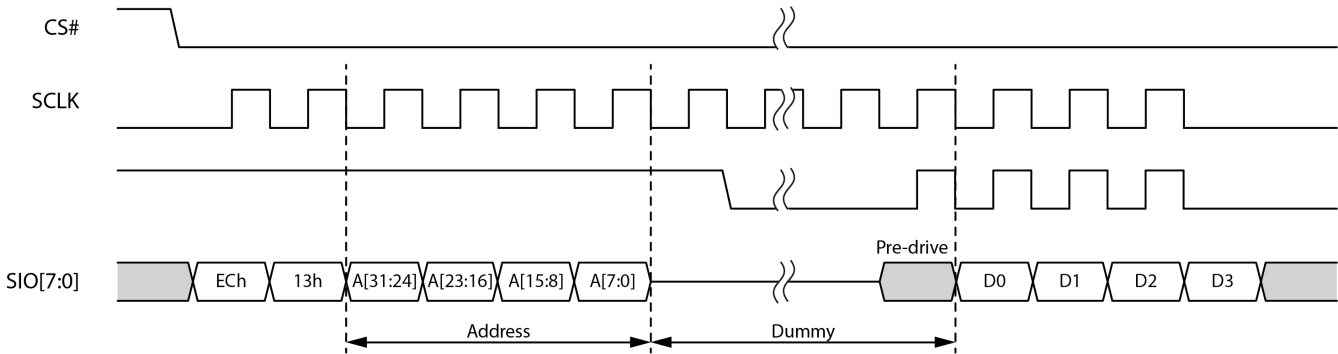 CS#
SCLK
Pre-drive
SIO[7:0] ECh 13h A[31:24] A[23:16] A[15:8] A[7:0] D0 D1 D2 D3
Address Dummy